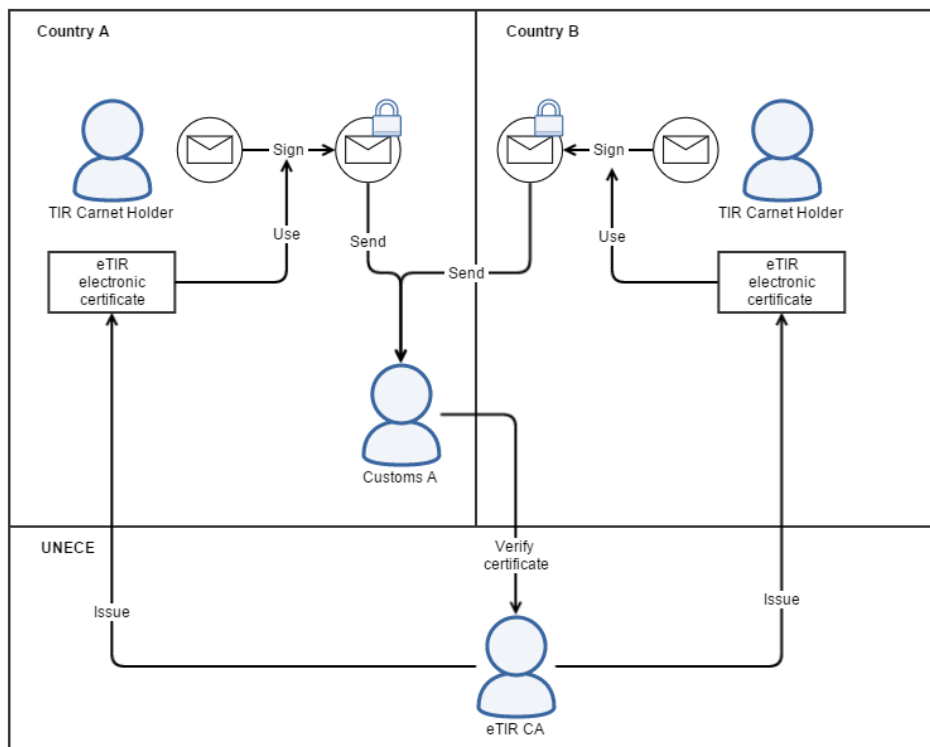 Country A
Country B
Sign
Sign
TIR Carnet Holder
TIR Carnet Holder
Use
Send
Use
eTIR
electronic
certificate
Send
eTIR
electronic
certificate
Customs A
UNECE
Verify
certificate
Issue
Issue
eTIR CA